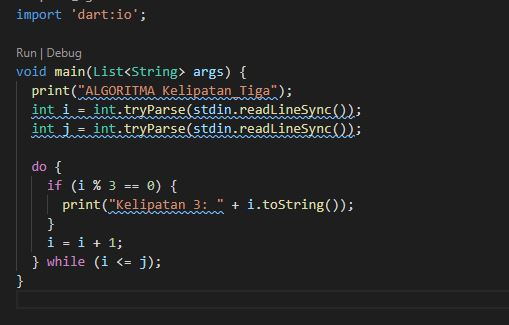 import 'dart:io';
Run | Debug
void main(List<String> args) {
print("ALGORITMA Kelipatan Tiga");
int i = int.tryParse(stdin.readLineSync());
int j = int.tryParse(stdin.readLineSync());
do {
if (i % 3 == 0) {
print("Kelipatan 3: " + i.toString());
}
i = i + 1;
} while (i <= j);
}